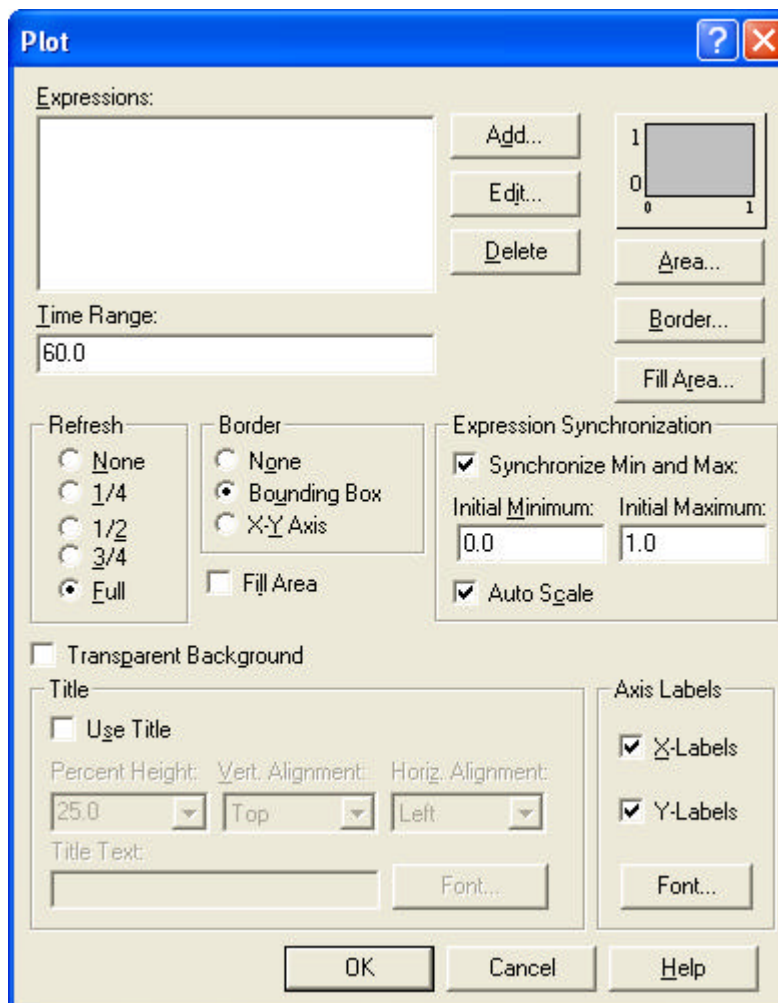 Plot
Expressions:
Add...
Edit...
Delete
1
0
0 1
Area...
Border...
Fill Area...
Time Range:
60.0
Refresh
None
1/4
1/2
3/4
Full
Border
None
Bounding Box
X-Y Axis
Fill Area
Expression Synchronization
Synchronize Min and Max:
Initial Minimum: Initial Maximum:
0.0 1.0
Auto Scale
Transparent Background
Title
Use Title
Percent Height: Vert. Alignment: Horiz. Alignment:
25.0 Top Left
Title Text:
Font...
Axis Labels
X-Labels
Y-Labels
Font...
OK Cancel Help